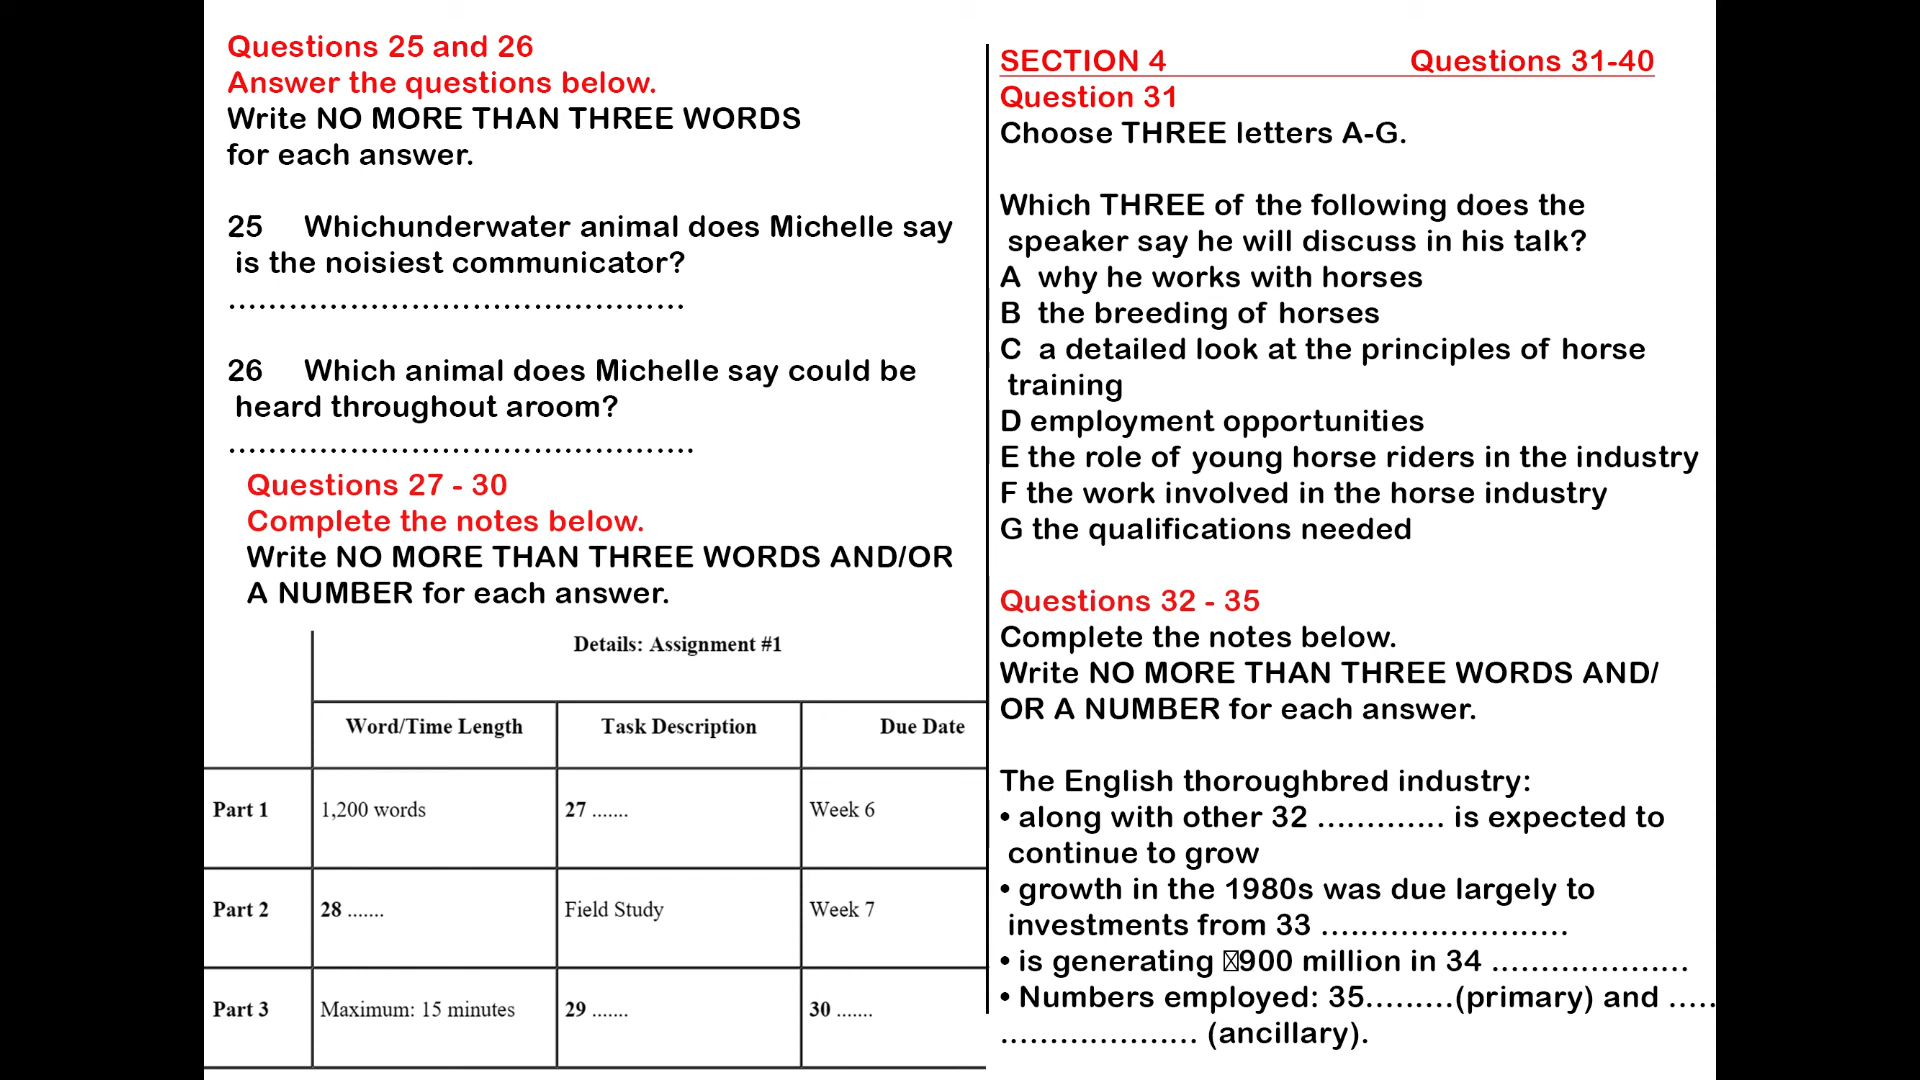 Questions 25 and 26
Answer the questions below.
Write NO MORE THAN THREE WORDS
for each answer.
25 Whichunderwater animal does Michelle say
is the noisiest communicator?
..............................................
26 Which animal does Michelle say could be
heard throughout aroom?
...............................................
Questions 27 - 30
Complete the notes below.
Write NO MORE THAN THREE WORDS AND/OR
A NUMBER for each answer.
Details: Assignment #1
Word/Time Length Task Description Due Date
Part 1 1,200 words 27 ....... Week 6
Part 2 28 ....... Field Study Week 7
Part 3 Maximum: 15 minutes 29 ....... 30 .......
SECTION 4 Questions 31-40
Question 31
Choose THREE letters A-G.
Which THREE of the following does the
speaker say he will discuss in his talk?
A why he works with horses
B the breeding of horses
C a detailed look at the principles of horse
training
D employment opportunities
E the role of young horse riders in the industry
F the work involved in the horse industry
G the qualifications needed
Questions 32 - 35
Complete the notes below.
Write NO MORE THAN THREE WORDS AND/
OR A NUMBER for each answer.
The English thoroughbred industry:
• along with other 32 ............. is expected to
continue to grow
• growth in the 1980s was due largely to
investments from 33 .........................
• is generating 900 million in 34 ....................
• Numbers employed: 35.........(primary) and .....
.................... (ancillary).